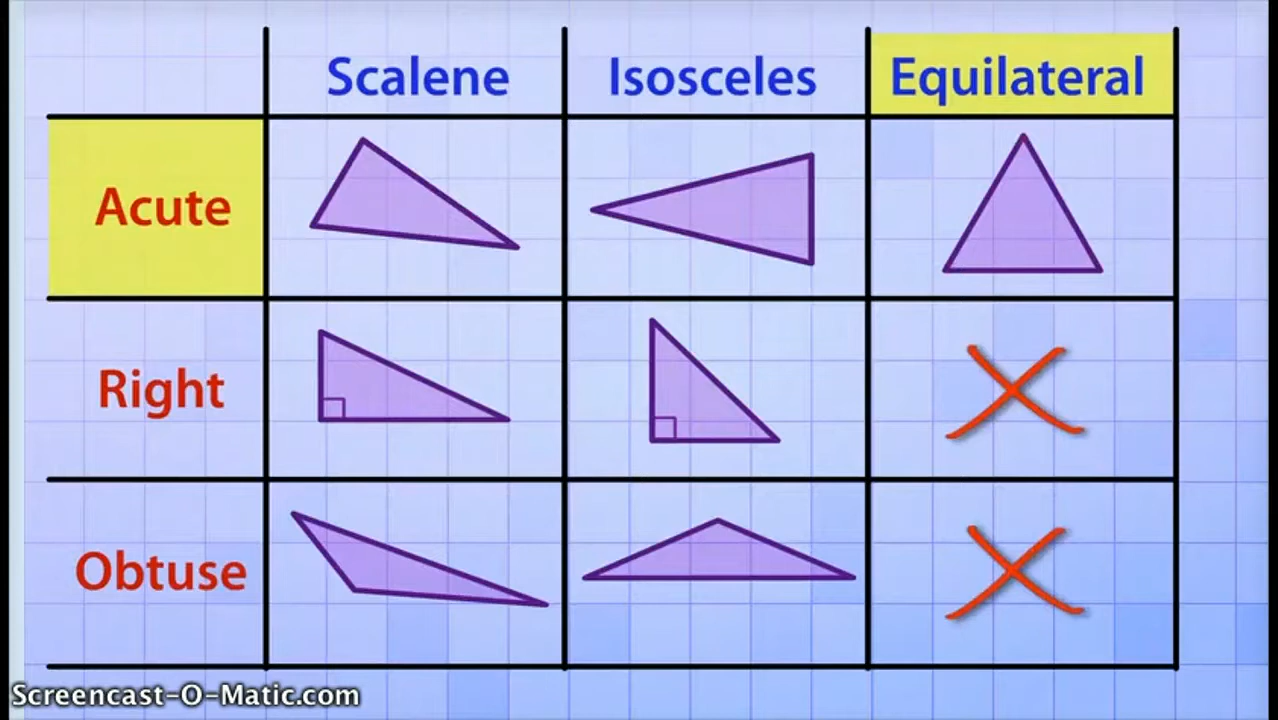 Scalene Isosceles Equilateral
Acute
Right
Obtuse
Screencast-O-Matic.com